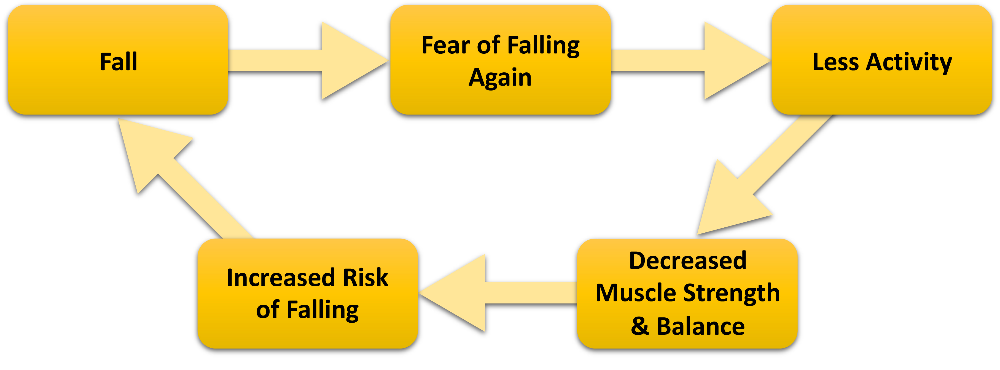 Fall
Fear of Falling
Again
Less Activity
Decreased
Muscle Strength
& Balance
Increased Risk
of Falling